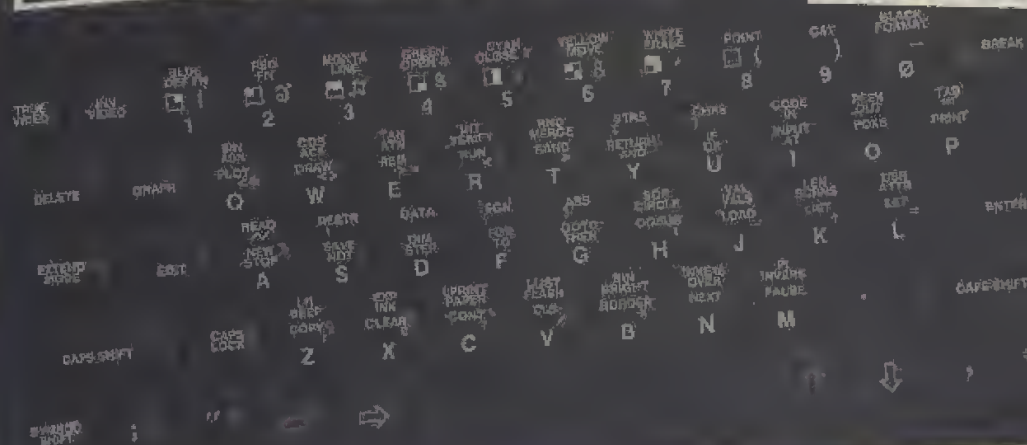 BLACK
WHITE POINT CAT FORMAT
GREEN CYAN YELLOW ERASE ( ) _ BREAK
BLUE RED LINE OPEN # CLOSE # MOVE & ' 8 9 0
DEF FN FN # $ % 6 7
TRUE INV ! @ 3 4 5
VIDEO VIDEO 1 2
BIN COS TAN INT RND STR$ CHR$ CODE PEEK TAB
ASN ACS ATN VERIFY MERGE IN OUT
PLOT DRAW REM RUN RAND RETURN IF INPUT POKE PRINT
AND OR AT
DELETE GRAPH Q W E R T Y U I O P
READ RESTR DATA SGN ABS SQR VAL LEN USR
DIM FOR GOTO CIRCLE VAL$ SCRN$ ATTR
NEW SAVE STEP TO THEN GOSUB LOAD LIST LET ENTER
STOP NOT - + =
EXTEND EDIT A S D F G H J K L
MODE
LN EXP LPRINT LLIST BIN INVERSE
BEEP INK PAPER FLASH BRIGHT OVER PI
COPY CLEAR CONT CLS BORDER NEXT PAUSE . CAPS SHIFT
CAPS SHIFT CAPS Z X C V B N M
LOCK
SYMBOL ; " ,
SHIFT